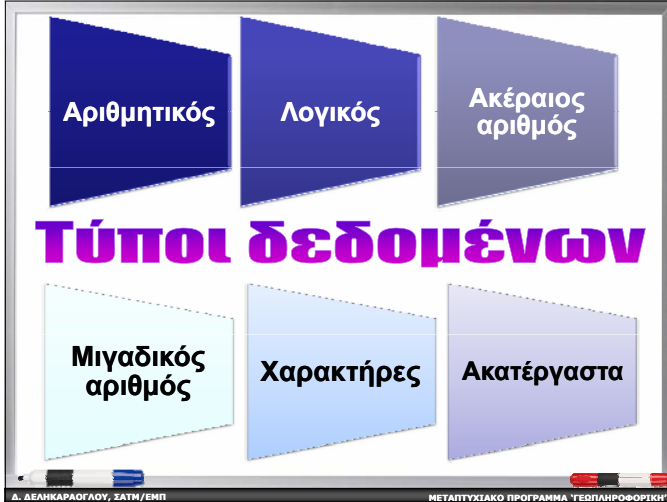 Αριθμητικός
Λογικός
Ακέραιος
αριθμός
Τύποι δεδομένων
Μιγαδικός
αριθμός
Χαρακτήρες
Ακατέργαστα
Δ. ΔΕΛΗΚΑΡΑΟΓΛΟΥ, ΣΑΤΜ/ΕΜΠ
ΜΕΤΑΠΤΥΧΙΑΚΟ ΠΡΟΓΡΑΜΜΑ 'ΓΕΩΠΛΗΡΟΦΟΡΙΚΗ